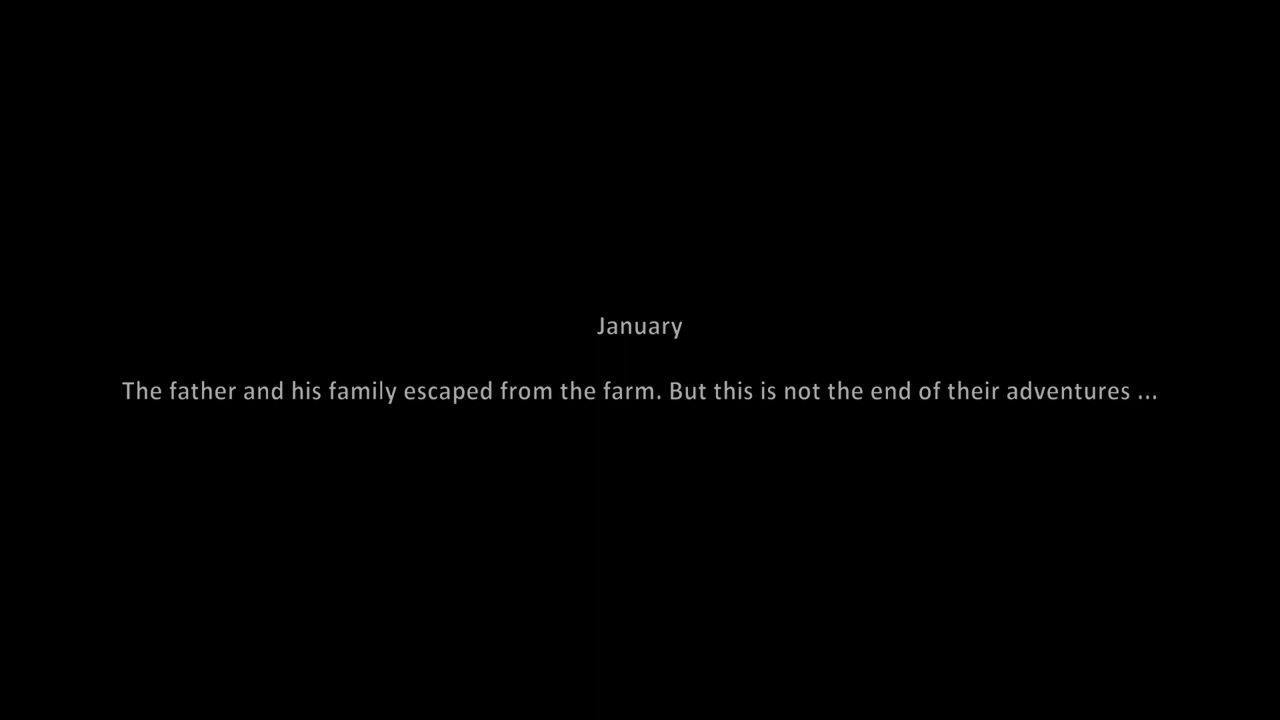 January
The father and his family escaped from the farm. But this is not the end of their adventures ...